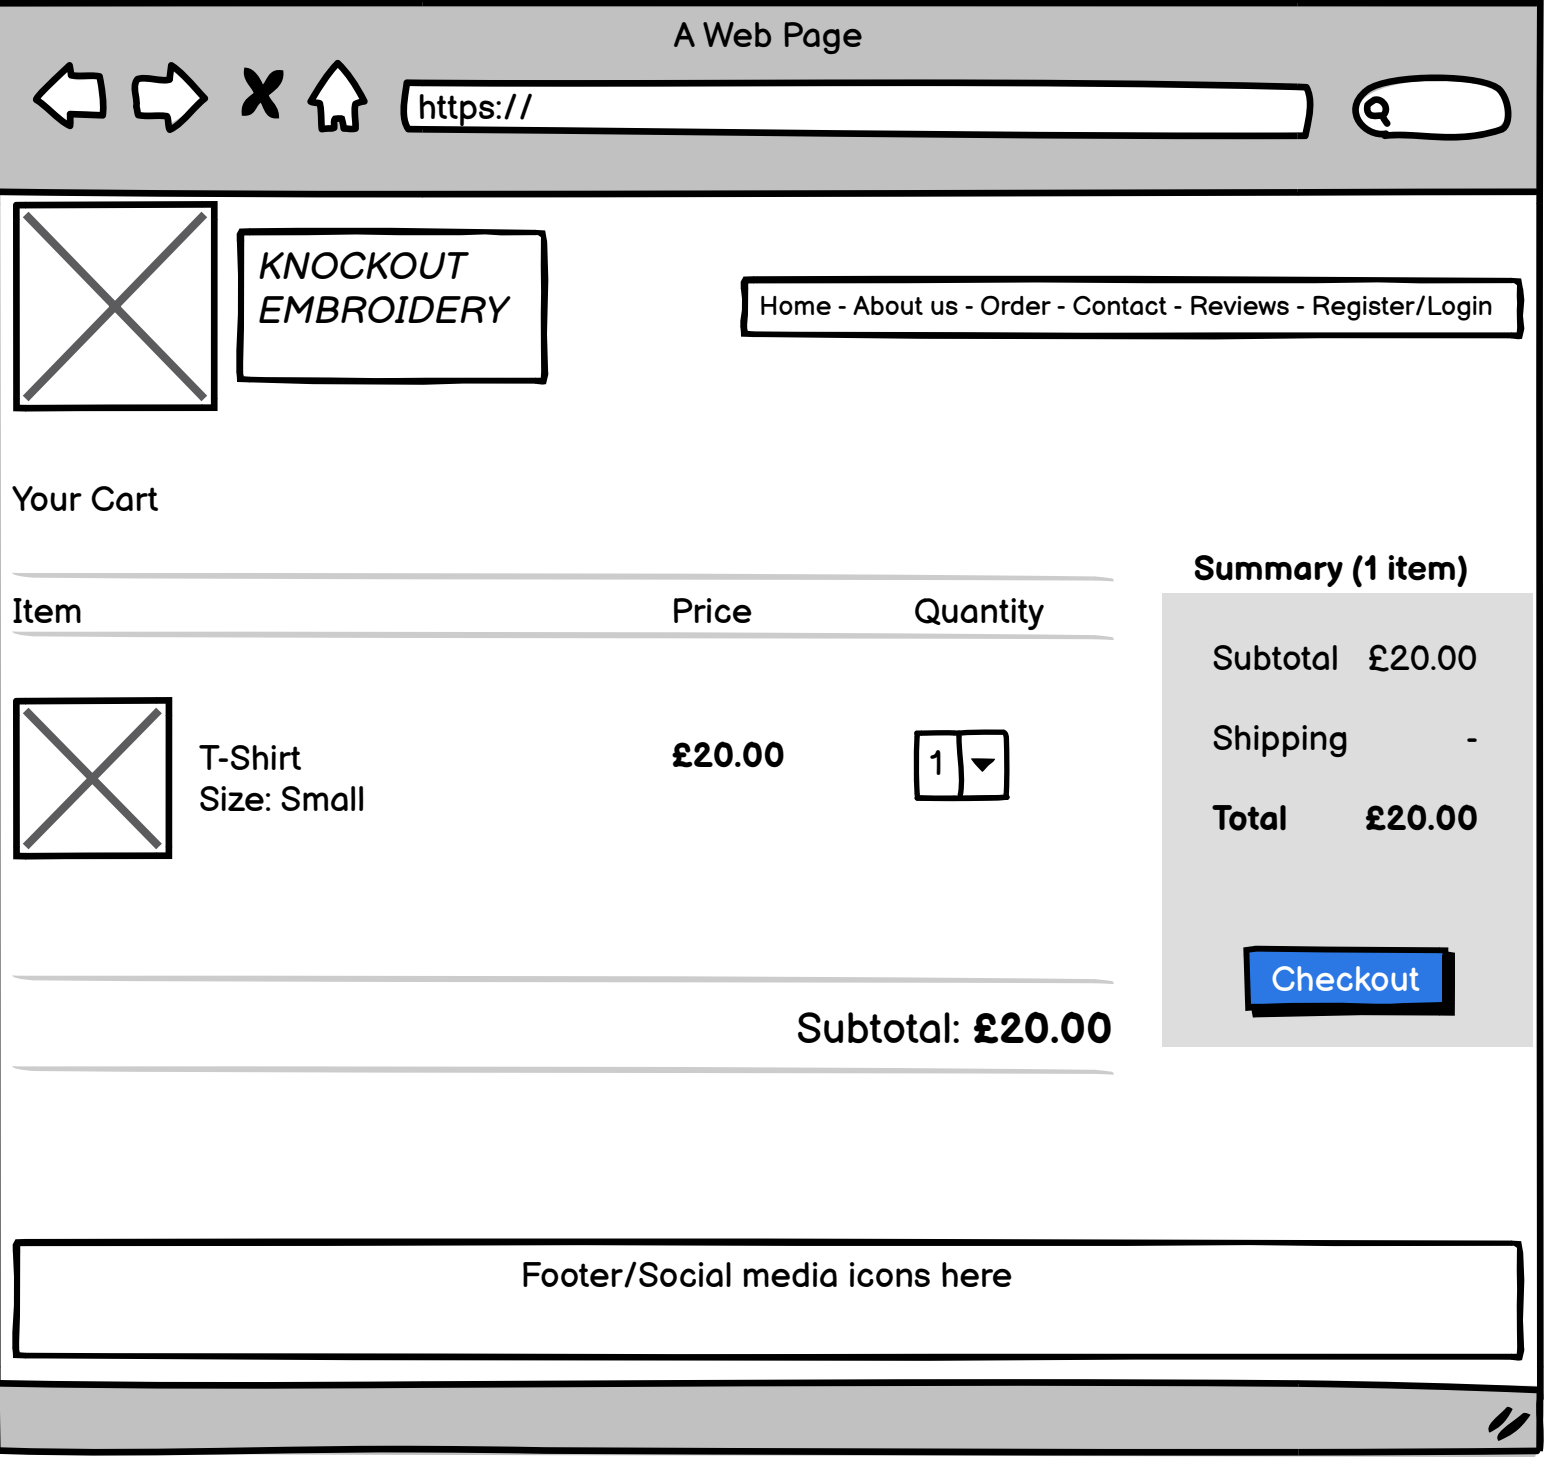 A Web Page
https://
KNOCKOUT
EMBROIDERY
Home - About us - Order - Contact - Reviews - Register/Login
Your Cart
Item Price Quantity
T-Shirt
Size: Small
£20.00
1
Subtotal: £20.00
Summary (1 item)
Subtotal £20.00
Shipping -
Total £20.00
Checkout
Footer/Social media icons here